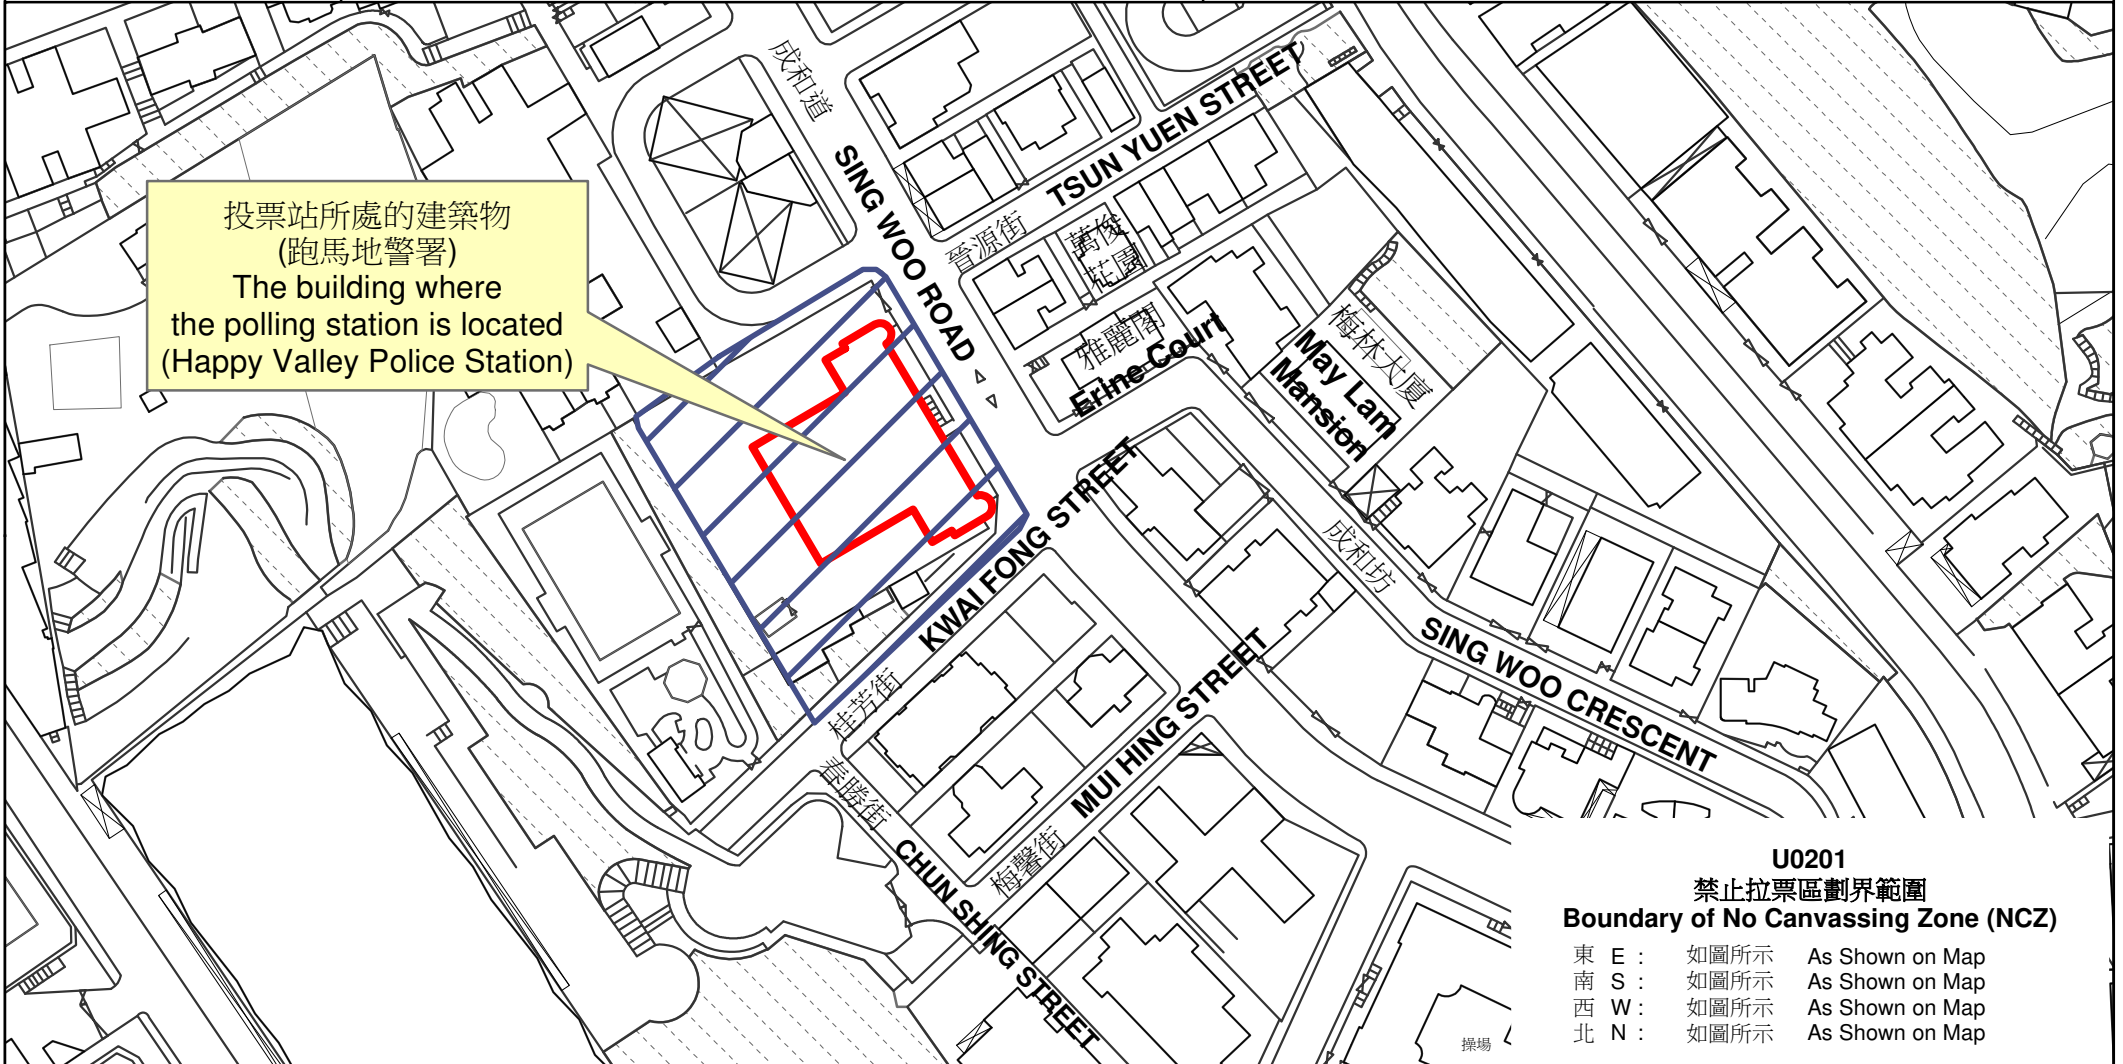 成和道
SING WOO ROAD
TSUN YUEN STREET
晉源街
萬俊
花園
雅麗閣
Erine Court
梅林大廈
May Lam
Mansion
投票站所處的建築物
(跑馬地警署)
The building where
the polling station is located
(Happy Valley Police Station)
KWAI FONG STREET
桂芳街
成和坊
SING WOO CRESCENT
MUI HING STREET
梅馨街
春勝街
CHUN SHING STREET
操場
U0201
禁止拉票區劃界範圍
Boundary of No Canvassing Zone (NCZ)
東 E : 如圖所示 As Shown on Map
南 S : 如圖所示 As Shown on Map
西 W : 如圖所示 As Shown on Map
北 N : 如圖所示 As Shown on Map